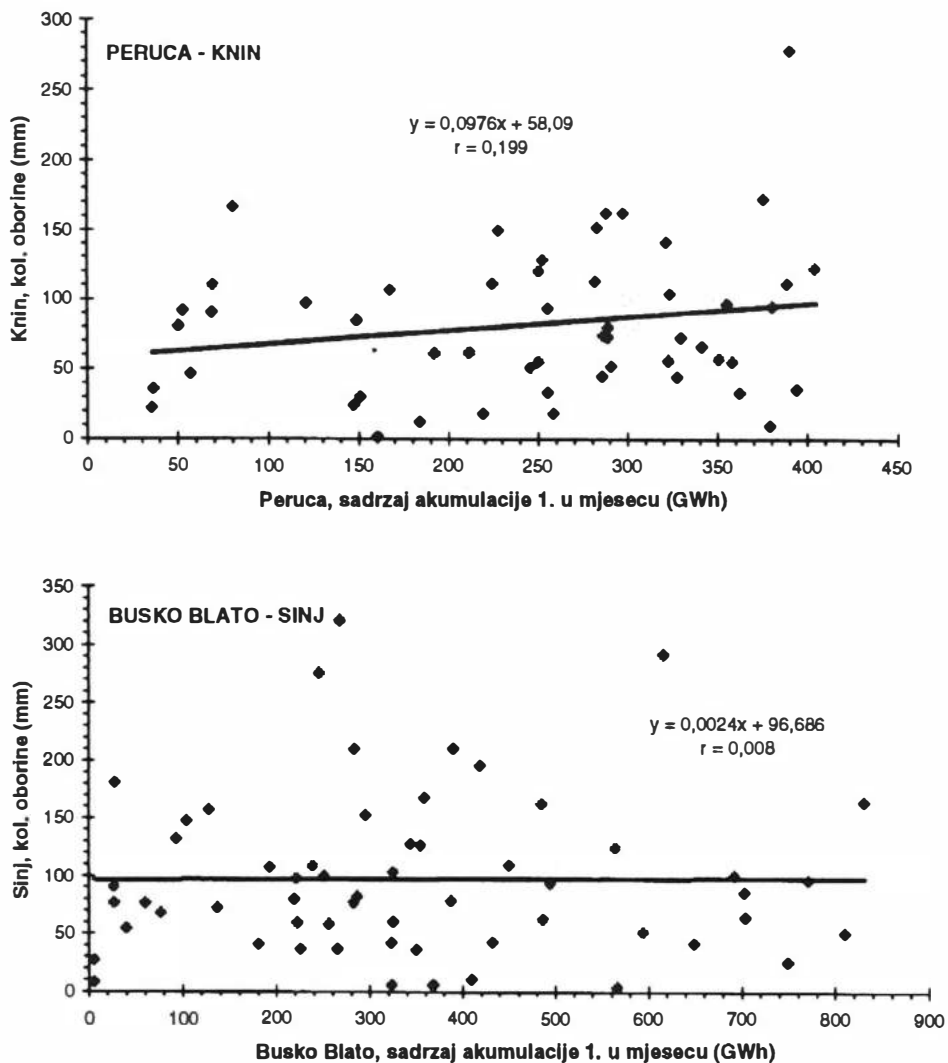 PERUCA - KNIN
y = 0,0976x + 58,09
r = 0,199
Knin, kol. oborine (mm)
300
250
200
150
100
50
0
0 50 100 150 200 250 300 350 400 450
Peruca, sadrzaj akumulacije 1. u mjesecu (GWh)
BUSKO BLATO - SINJ
y = 0,0024x + 96,686
r = 0,008
Sinj, kol. oborine (mm)
350
300
250
200
150
100
50
0
0 100 200 300 400 500 600 700 800 900
Busko Blato, sadrzaj akumulacije 1. u mjesecu (GWh)